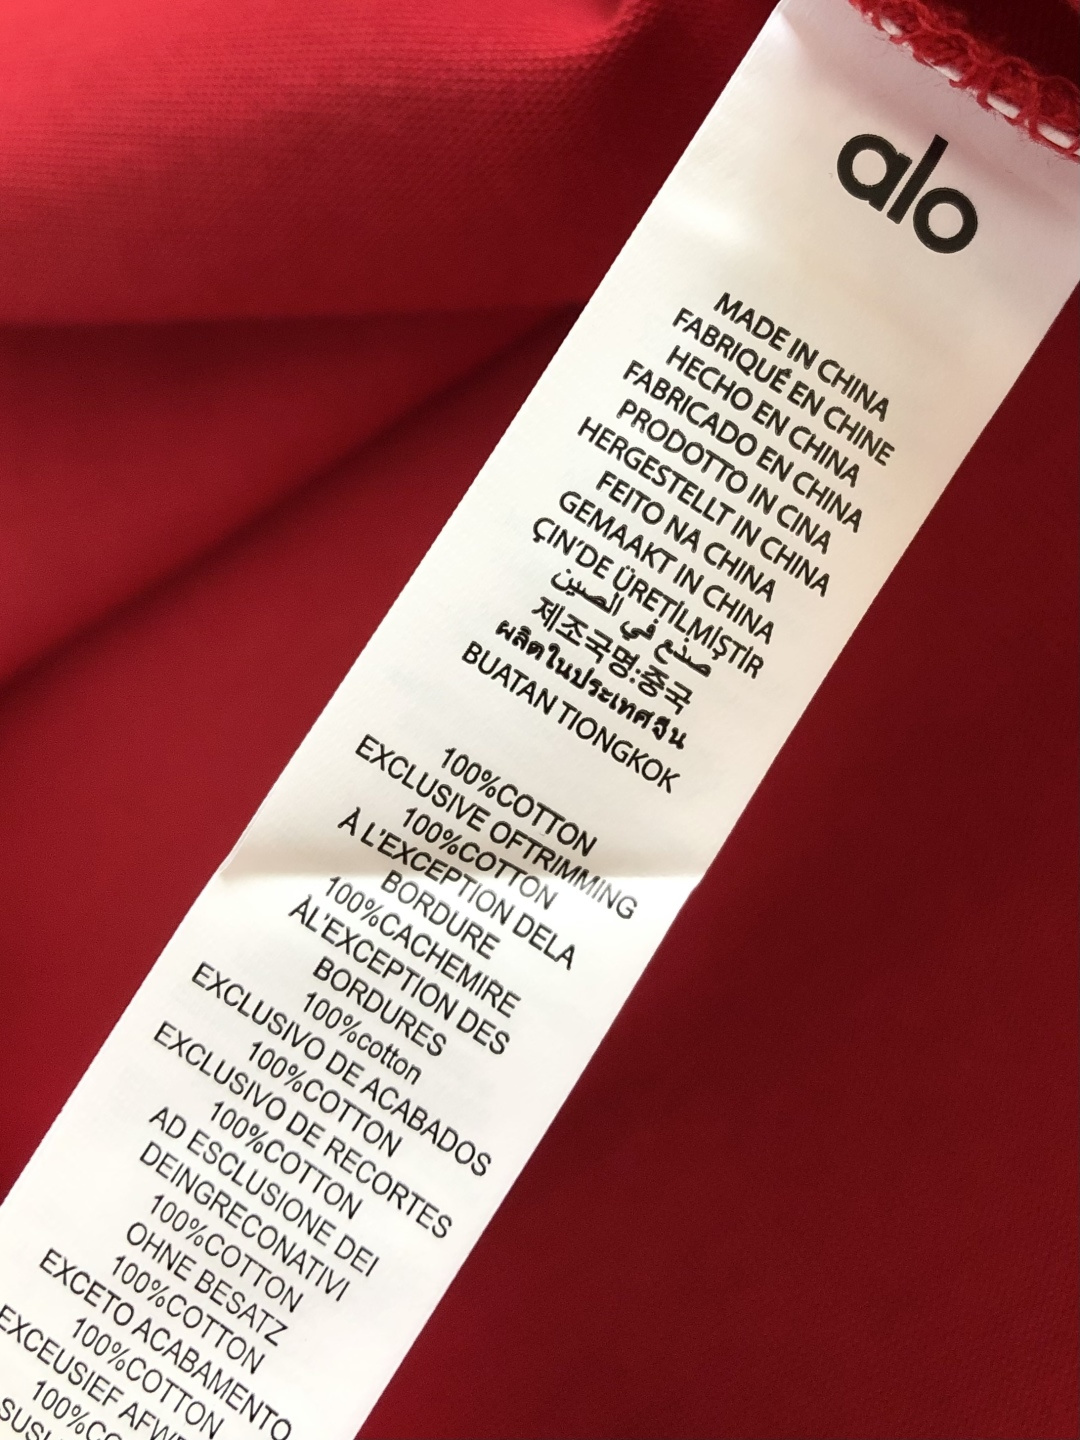 alo
MADE IN CHINA
FABRIQUÉ EN CHINE
HECHO EN CHINA
FABRICADO EN CHINA
PRODOTTO IN CINA
HERGESTELLT IN CHINA
FEITO NA CHINA
GEMAAKT IN CHINA
ÇIN'DE ÜRETİLMİŞTİR
صنع في الصين
제조국명:중국
ผลิตในประเทศจีน
BUATAN TIONGKOK
100%COTTON
EXCLUSIVE OFTRIMMING
100%COTTON
À L'EXCEPTION DELA
BORDURE
100%CACHEMIRE
ÀL'EXCEPTION DES
BORDURES
100%cotton
EXCLUSIVO DE ACABADOS
100%COTTON
EXCLUSIVO DE RECORTES
100%COTTON
AD ESCLUSIONE DEI
DEINGRECONATIVI
100%COTTON
OHNE BESATZ
100%COTTON
EXCETO ACABAMENTO
100%COTTON
EXCEUSIEF